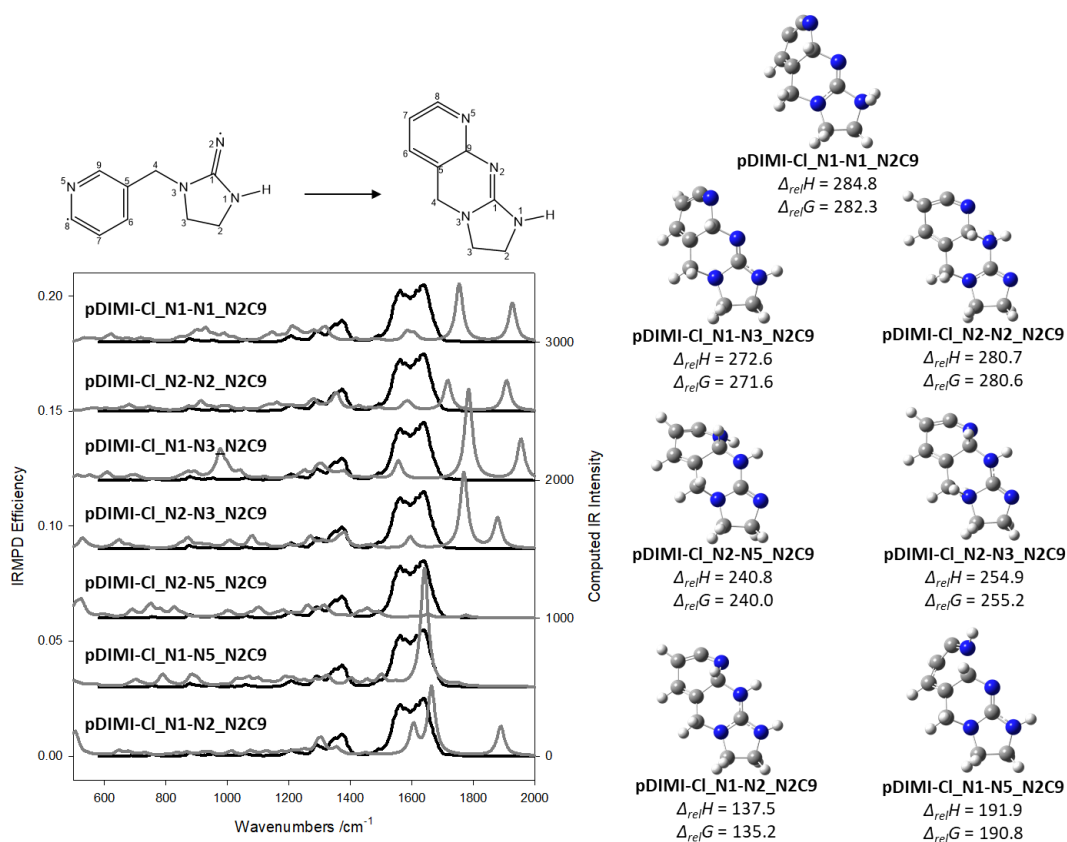 N
2
9
4
N
5
5
1
3
N
N
1
H
8
6
7
3
2
8
7
N
5
9
6
5
N
2
4
3
N
1
N
1
H
3
2
pDIMI-Cl_N1-N1_N2C9
ΔrelH = 284.8
ΔrelG = 282.3
pDIMI-Cl_N1-N3_N2C9
ΔrelH = 272.6
ΔrelG = 271.6
pDIMI-Cl_N2-N2_N2C9
ΔrelH = 280.7
ΔrelG = 280.6
pDIMI-Cl_N2-N5_N2C9
ΔrelH = 240.8
ΔrelG = 240.0
pDIMI-Cl_N2-N3_N2C9
ΔrelH = 254.9
ΔrelG = 255.2
pDIMI-Cl_N1-N2_N2C9
ΔrelH = 137.5
ΔrelG = 135.2
pDIMI-Cl_N1-N5_N2C9
ΔrelH = 191.9
ΔrelG = 190.8
IRMPD Efficiency
0.20
0.15
0.10
0.05
0.00
pDIMI-Cl_N1-N1_N2C9
pDIMI-Cl_N2-N2_N2C9
pDIMI-Cl_N1-N3_N2C9
pDIMI-Cl_N2-N3_N2C9
pDIMI-Cl_N2-N5_N2C9
pDIMI-Cl_N1-N5_N2C9
pDIMI-Cl_N1-N2_N2C9
3000
2000
1000
0
Computed IR Intensity
600 800 1000 1200 1400 1600 1800 2000
Wavenumbers /cm-1